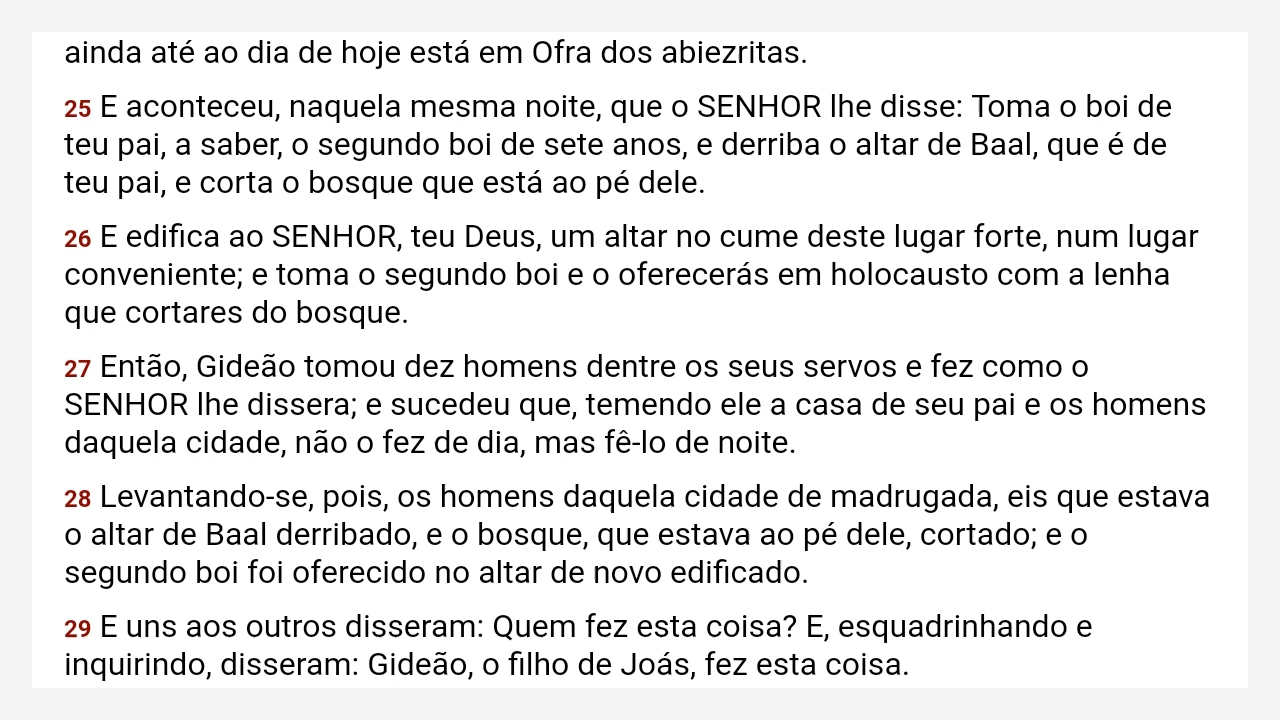 ainda até ao dia de hoje está em Ofra dos abiezritas.
25 E aconteceu, naquela mesma noite, que o SENHOR lhe disse: Toma o boi de
teu pai, a saber, o segundo boi de sete anos, e derriba o altar de Baal, que é de
teu pai, e corta o bosque que está ao pé dele.
26 E edifica ao SENHOR, teu Deus, um altar no cume deste lugar forte, num lugar
conveniente; e toma o segundo boi e o oferecerás em holocausto com a lenha
que cortares do bosque.
27 Então, Gideão tomou dez homens dentre os seus servos e fez como o
SENHOR lhe dissera; e sucedeu que, temendo ele a casa de seu pai e os homens
daquela cidade, não o fez de dia, mas fê-lo de noite.
28 Levantando-se, pois, os homens daquela cidade de madrugada, eis que estava
o altar de Baal derribado, e o bosque, que estava ao pé dele, cortado; e o
segundo boi foi oferecido no altar de novo edificado.
29 E uns aos outros disseram: Quem fez esta coisa? E, esquadrinhando e
inquirindo, disseram: Gideão, o filho de Joás, fez esta coisa.